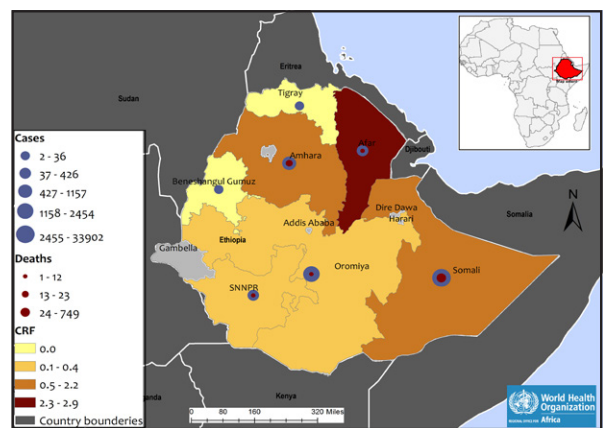 Eritrea
Tigray
Sudan
Cases
2 - 36
37 - 426
427 - 1157
1158 - 2454
2455 - 33902
Deaths
1 - 12
13 - 23
24 - 749
CRF
0.0
0.1 - 0.4
0.5 - 2.2
2.3 - 2.9
Country bounderies
Amhara
Afar
Djibouti
Beneshangul Gumuz
Dire Dawa
Harari
Addis Ababa
Somalia
N
Gambella
Ethiopia
Oromiya
Somali
SNNPR
Kenya
0 80 160 320 Miles
World Health
Organization
REGIONAL OFFICE FOR Africa